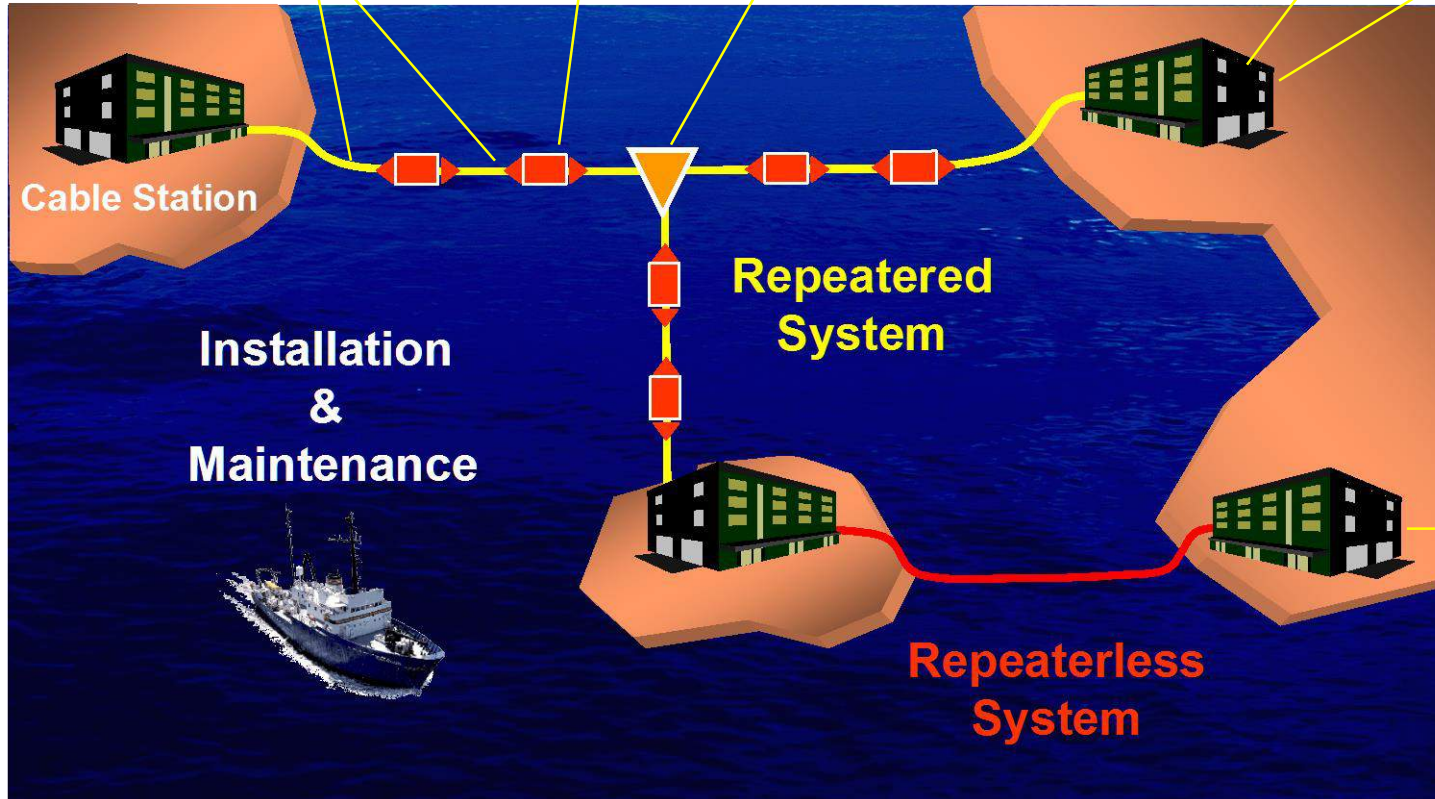 Cable Station
Repeatered
System
Installation
&
Maintenance
Repeaterless
System